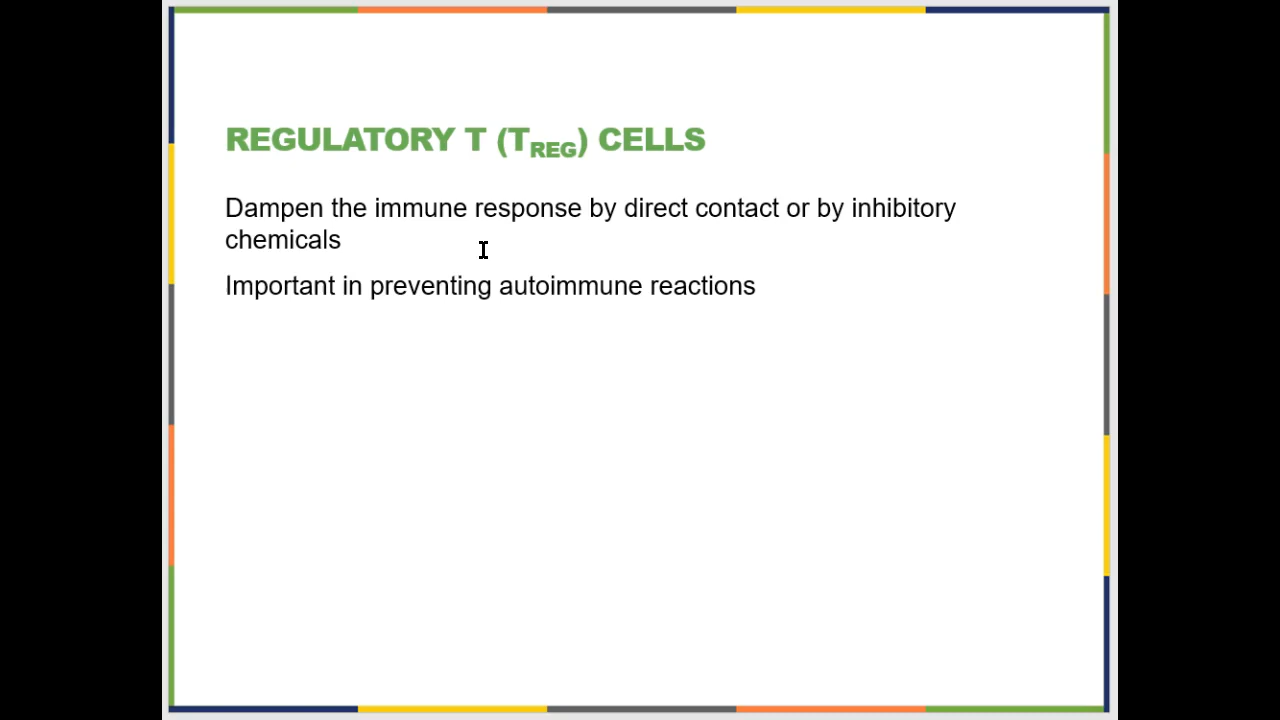 REGULATORY T (TREG) CELLS
Dampen the immune response by direct contact or by inhibitory
chemicals
Important in preventing autoimmune reactions